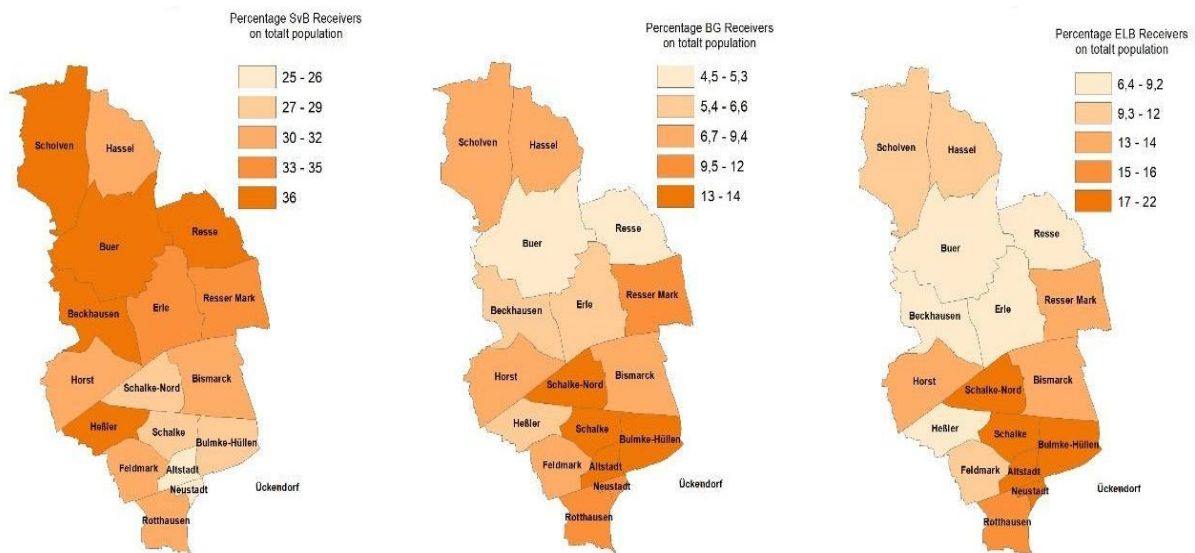 Percentage SvB Receivers
on totalt population
25 - 26
27 - 29
30 - 32
33 - 35
36
Scholven
Hassel
Buer
Resse
Beckhausen
Erle
Resser Mark
Horst
Schalke-Nord
Bismarck
Heßler
Schalke
Bulmke-Hüllen
Feldmark
Altstadt
Neustadt
Ückendorf
Rotthausen
Percentage BG Receivers
on totalt population
4,5 - 5,3
5,4 - 6,6
6,7 - 9,4
9,5 - 12
13 - 14
Scholven
Hassel
Buer
Resse
Beckhausen
Erle
Resser Mark
Horst
Schalke-Nord
Bismarck
Heßler
Schalke
Bulmke-Hüllen
Feldmark
Altstadt
Neustadt
Ückendorf
Rotthausen
Percentage ELB Receivers
on totalt population
6,4 - 9,2
9,3 - 12
13 - 14
15 - 16
17 - 22
Scholven
Hassel
Buer
Resse
Beckhausen
Erle
Resser Mark
Horst
Schalke-Nord
Bismarck
Heßler
Schalke
Bulmke-Hüllen
Feldmark
Altstadt
Neustadt
Ückendorf
Rotthausen